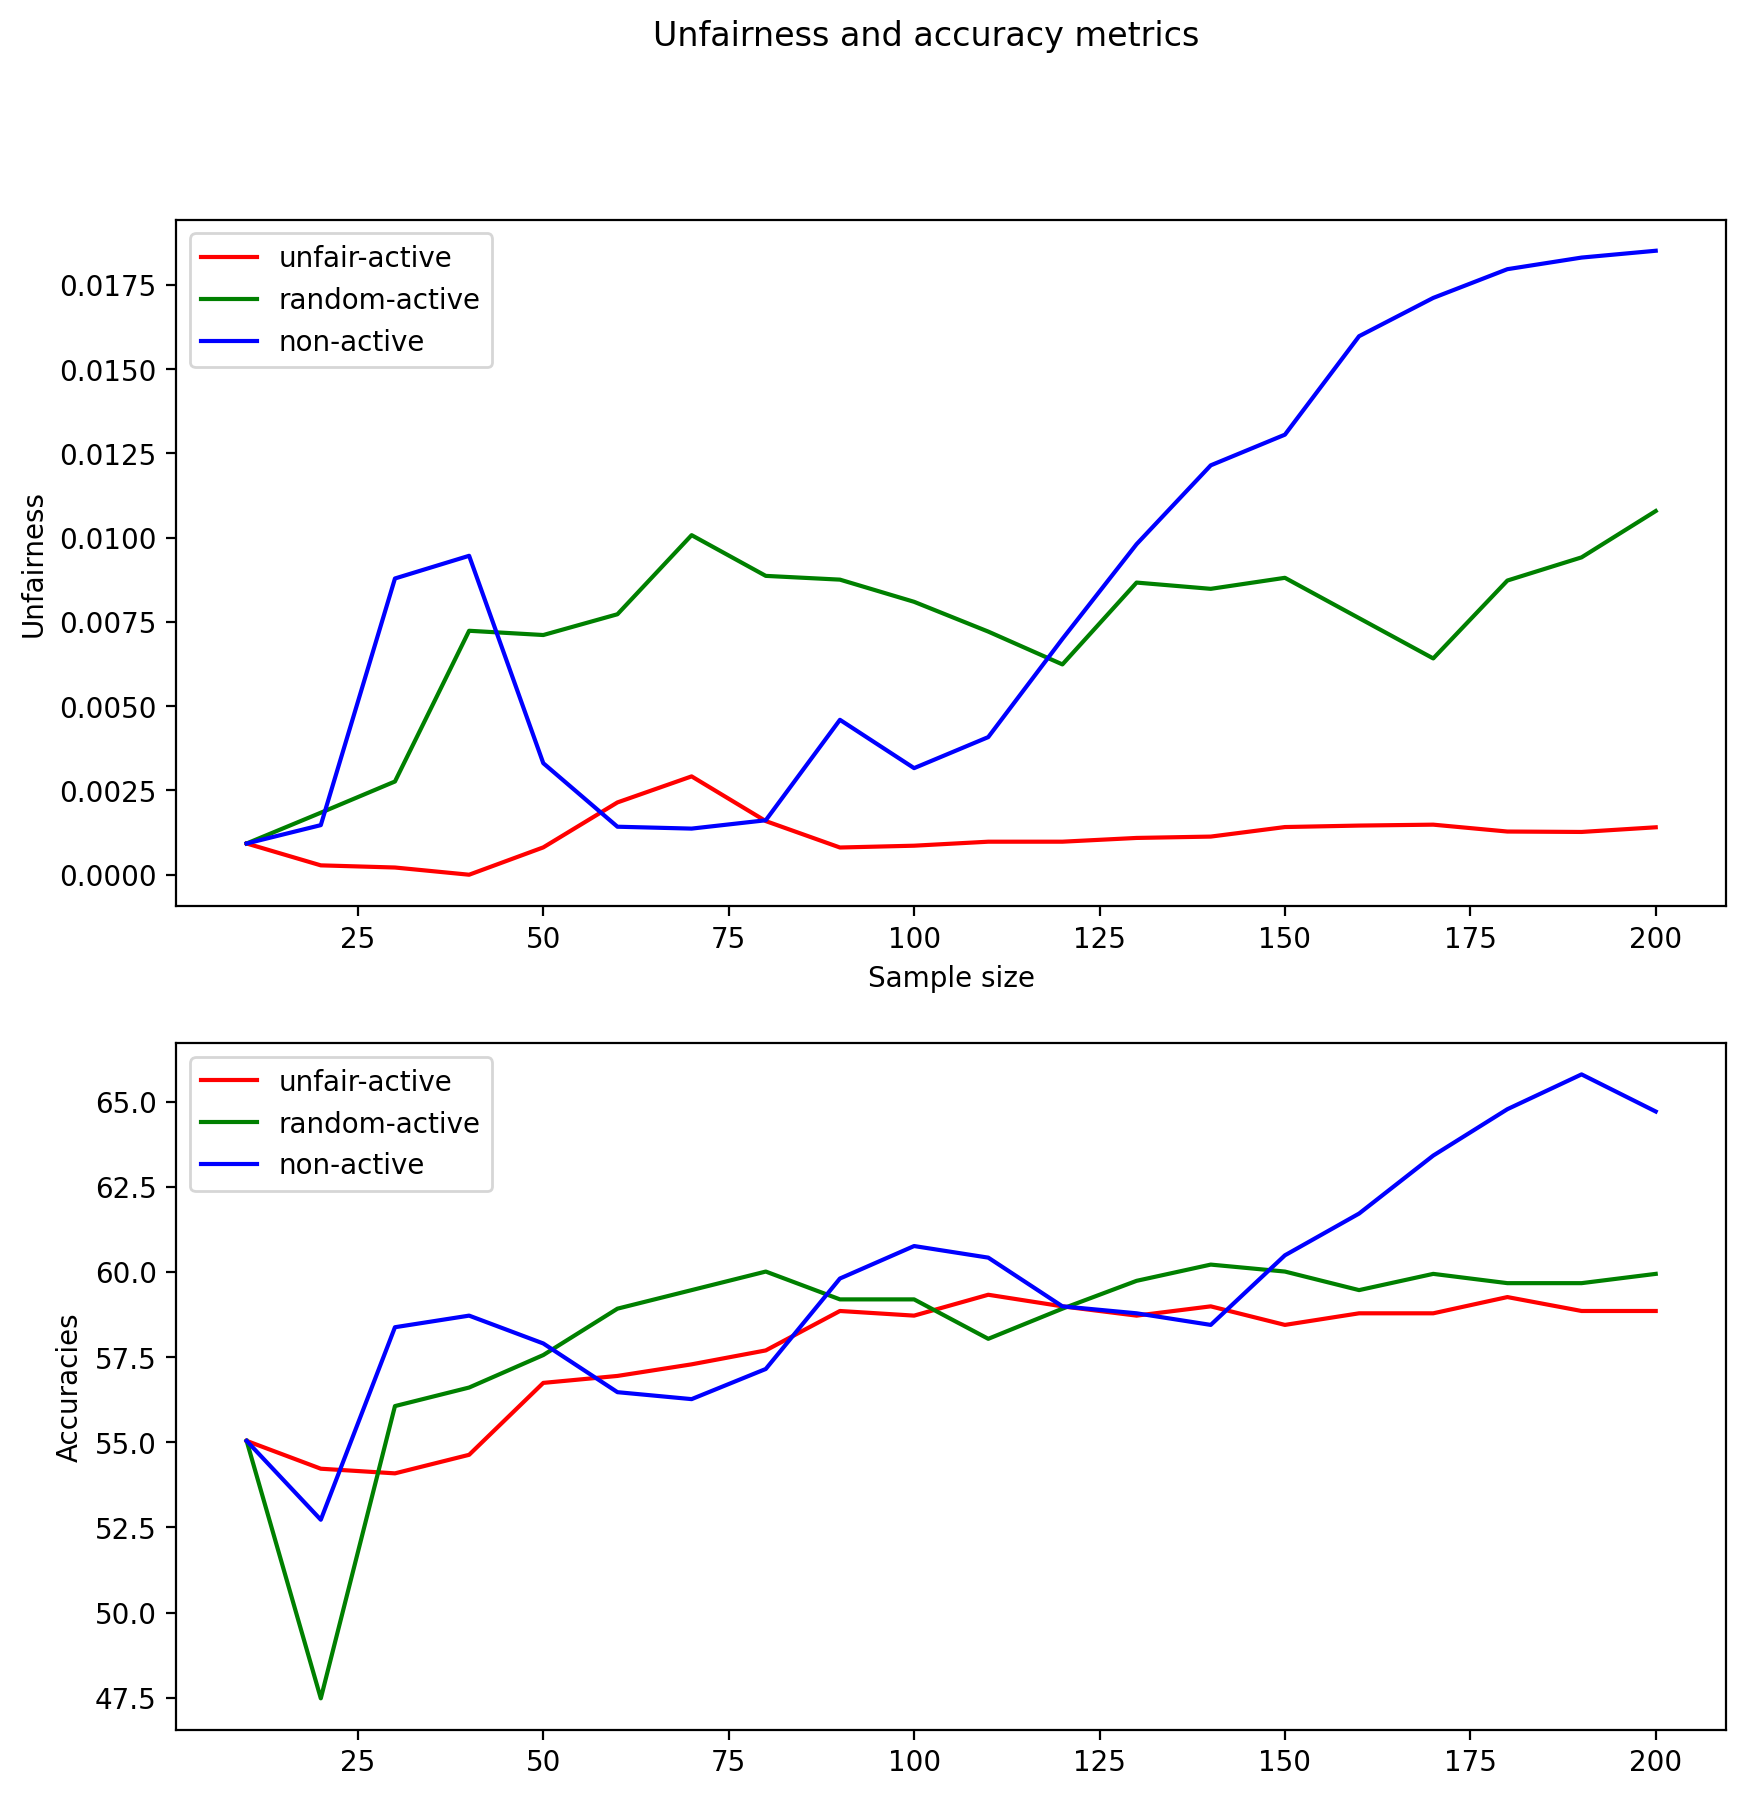 Unfairness and accuracy metrics
unfair-active
random-active
non-active
0.0175
0.0150
0.0125
0.0100
0.0075
0.0050
0.0025
0.0000
Unfairness
25 50 75 100 125 150 175 200
Sample size
unfair-active
random-active
non-active
65.0
62.5
60.0
57.5
55.0
52.5
50.0
47.5
Accuracies
25 50 75 100 125 150 175 200